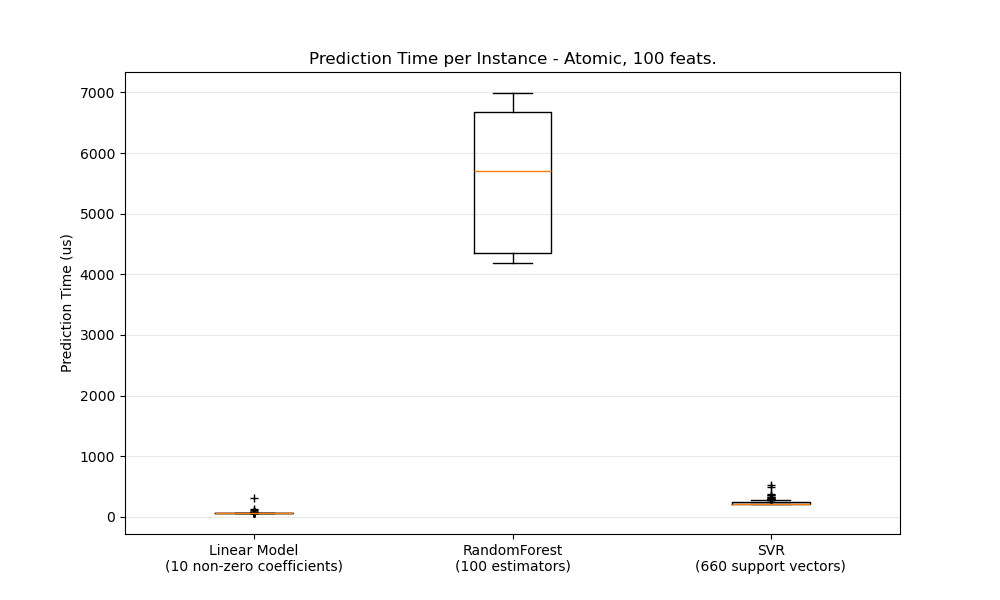 Prediction Time per Instance - Atomic, 100 feats.
Prediction Time (us)
7000
6000
5000
4000
3000
2000
1000
0
Linear Model
(10 non-zero coefficients)
RandomForest
(100 estimators)
SVR
(660 support vectors)